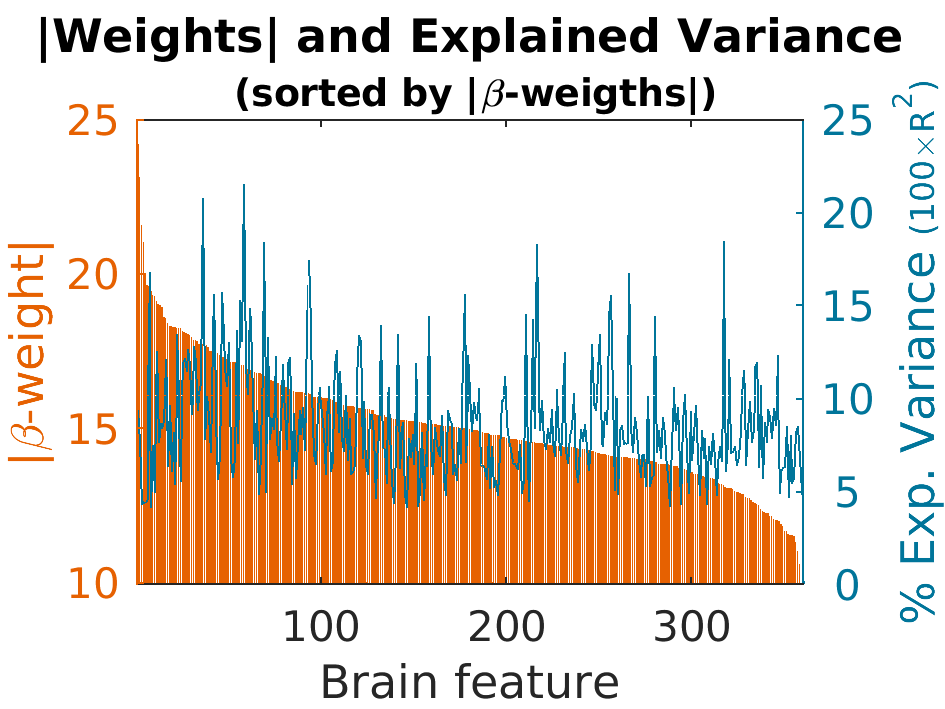 |Weights| and Explained Variance
(sorted by |β-weigths|)
25
20
15
10
|β-weight|
25
20
15
10
5
0
% Exp. Variance (100×R²)
100 200 300
Brain feature